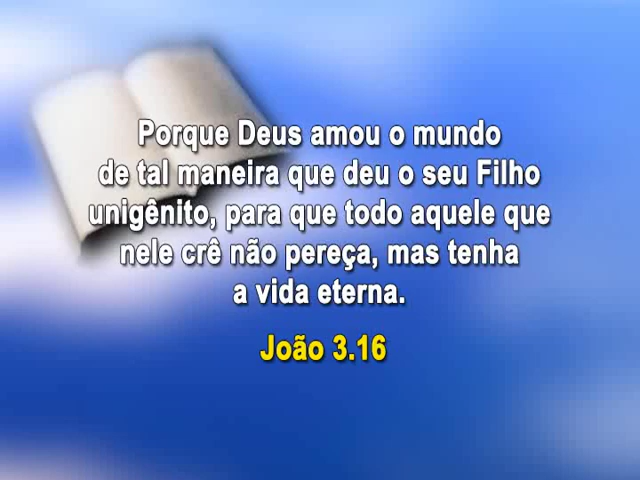 Porque Deus amou o mundo
de tal maneira que deu o seu Filho
unigênito, para que todo aquele que
nele crê não pereça, mas tenha
a vida eterna.
João 3.16